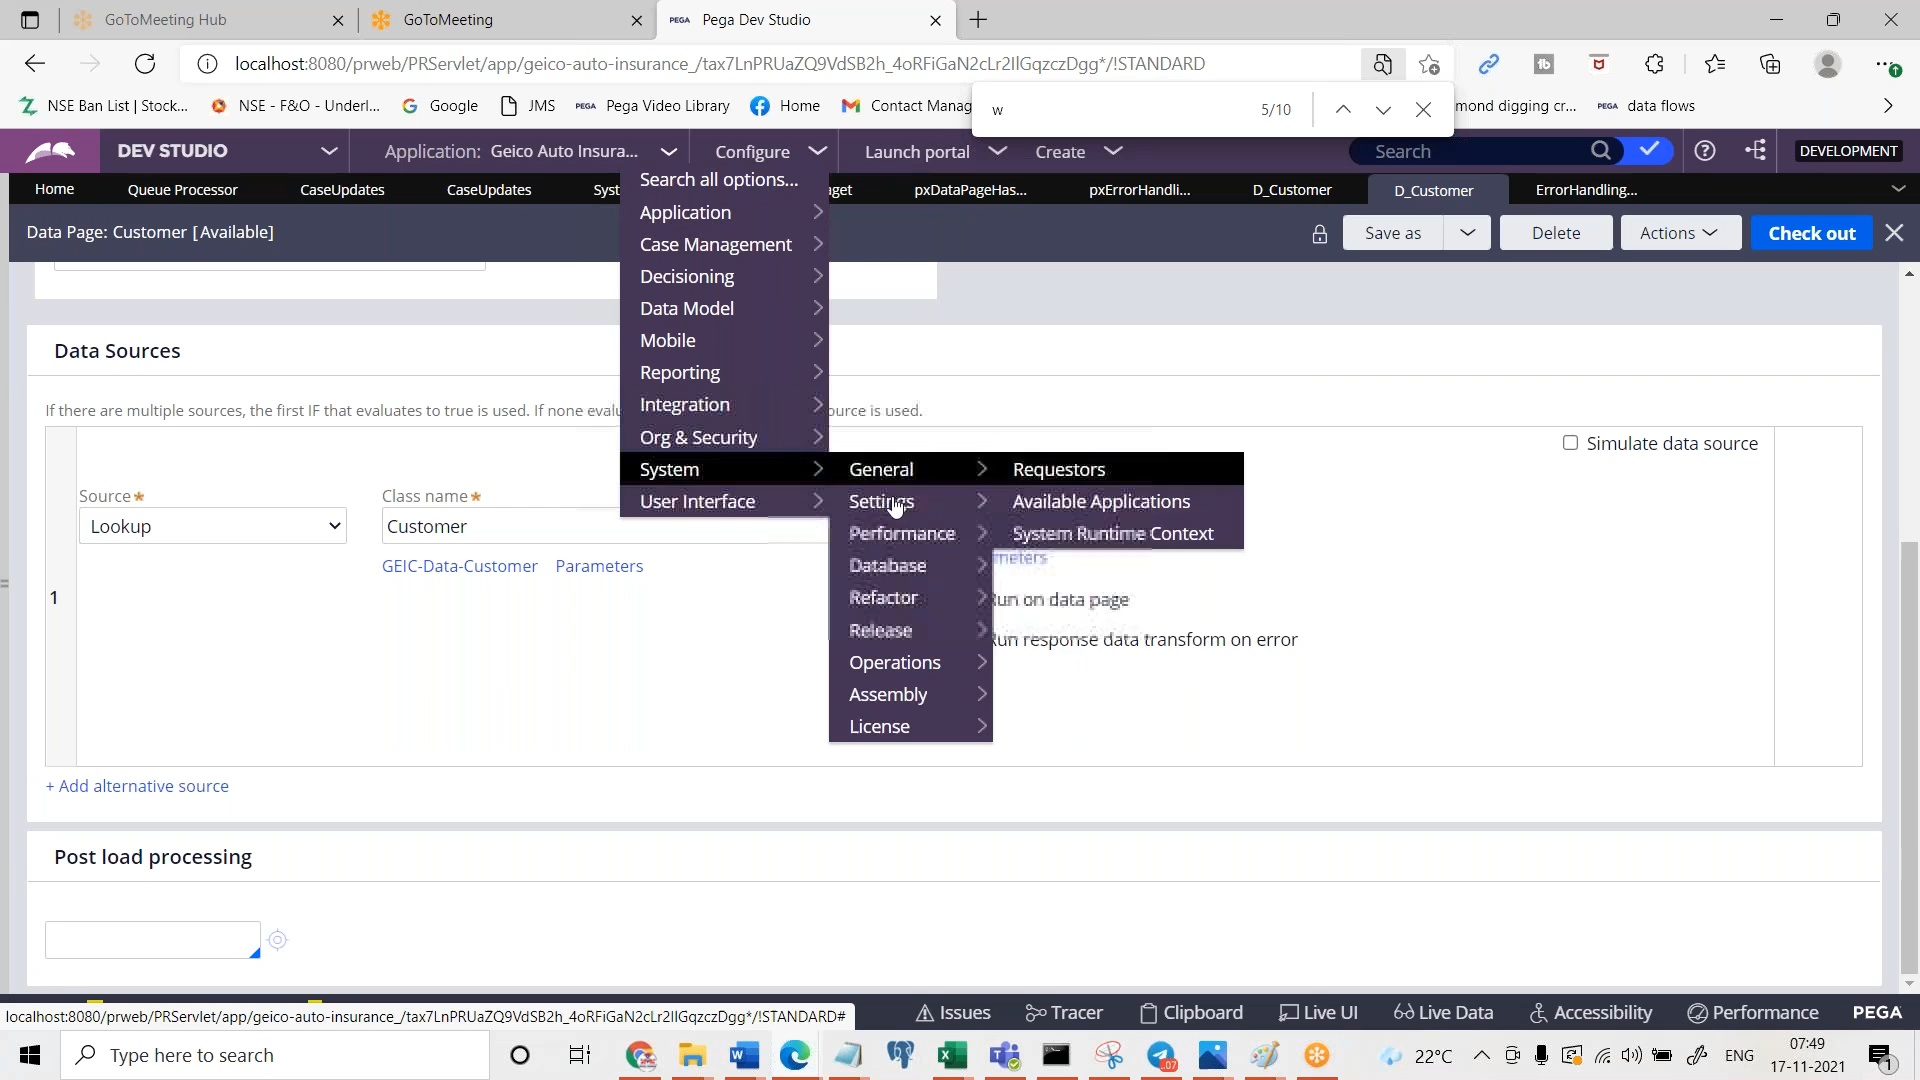 GoToMeeting Hub
GoToMeeting
PEGA Pega Dev Studio
localhost:8080/prweb/PRServlet/app/geico-auto-insurance_/tax7LnPRUaZQ9VdSB2h_4oRFiGaN2cLr2IlGqzczDgg*/!STANDARD
NSE Ban List | Stock...
NSE - F&O - Underl...
Google
JMS
PEGA Pega Video Library
Home
Contact Manag
mond digging cr...
PEGA data flows
w 5/10
DEV STUDIO
Application: Geico Auto Insura...
Configure
Launch portal
Create
Search
DEVELOPMENT
Home
Queue Processor
CaseUpdates
CaseUpdates
Syst
get
pxDataPageHas...
pxErrorHandli...
D_Customer
D_Customer
ErrorHandling...
Data Page: Customer [Available]
Save as
Delete
Actions
Check out
Search all options...
Application
Case Management
Decisioning
Data Model
Mobile
Reporting
Integration
Org & Security
System
User Interface
General
Settings
Performance
Database
Refactor
Release
Operations
Assembly
License
Requestors
Available Applications
System Runtime Context
Data Sources
If there are multiple sources, the first IF that evaluates to true is used. If none evalu
ource is used.
Simulate data source
1
Source*
Lookup
Class name*
Customer
GEIC-Data-Customer Parameters
meters
un on data page
un response data transform on error
+ Add alternative source
Post load processing
localhost:8080/prweb/PRServlet/app/geico-auto-insurance_/tax7LnPRUaZQ9VdSB2h_4oRFiGaN2cLr2IlGqzczDgg*/!STANDARD#
Issues
Tracer
Clipboard
Live UI
Live Data
Accessibility
Performance
PEGA
Type here to search
22°C
ENG
07:49
17-11-2021
1